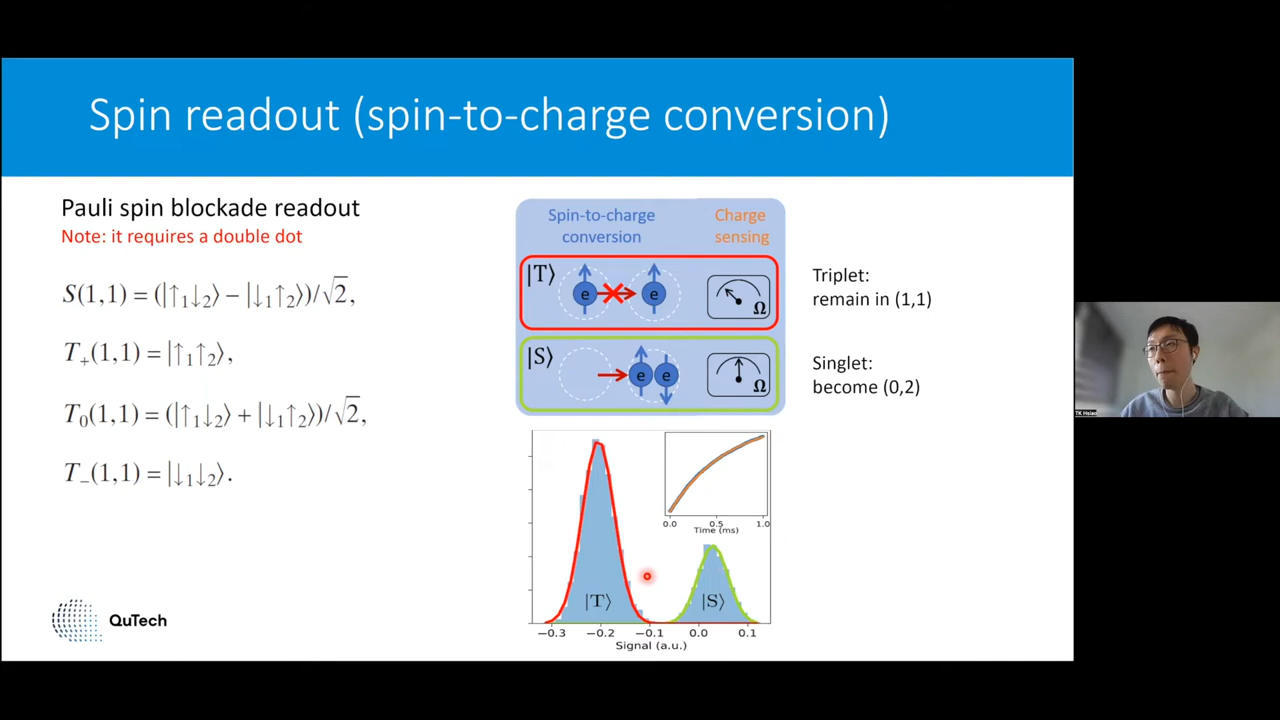 Spin readout (spin-to-charge conversion)
Pauli spin blockade readout
Note: it requires a double dot
S(1,1) = (|↑₁↓₂⟩ − |↓₁↑₂⟩)/√2,
T₊(1,1) = |↑₁↑₂⟩,
T₀(1,1) = (|↑₁↓₂⟩ + |↓₁↑₂⟩)/√2,
T₋(1,1) = |↓₁↓₂⟩.
QuTech
Spin-to-charge
conversion
Charge
sensing
|T⟩
e
e
Ω
|S⟩
e
e
Ω
Triplet:
remain in (1,1)
Singlet:
become (0,2)
0.0 0.5 1.0
Time (ms)
|T⟩
|S⟩
−0.3 −0.2 −0.1 0.0 0.1
Signal (a.u.)
TK Hsiao